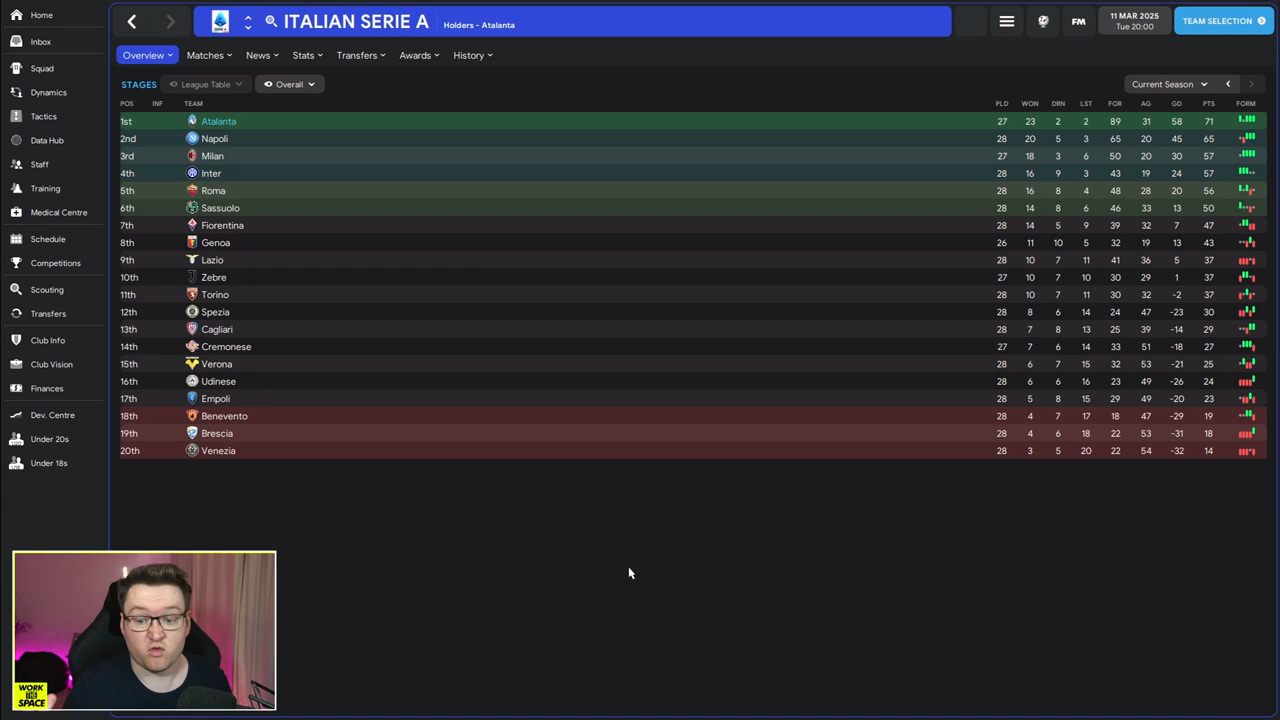 Home
Inbox
Squad
Dynamics
Tactics
Data Hub
Staff
Training
Medical Centre
Schedule
Competitions
Scouting
Transfers
Club Info
Club Vision
Finances
Dev. Centre
Under 20s
Under 18s
ITALIAN SERIE A Holders - Atalanta
FM
11 MAR 2025
Tue 20:00
TEAM SELECTION
Overview Matches News Stats Transfers Awards History
STAGES League Table Overall Current Season
POS INF TEAM PLD WON DRN LST FOR AG GD PTS FORM
1st Atalanta 27 23 2 2 89 31 58 71
2nd Napoli 28 20 5 3 65 20 45 65
3rd Milan 27 18 3 6 50 20 30 57
4th Inter 28 16 9 3 43 19 24 57
5th Roma 28 16 8 4 48 28 20 56
6th Sassuolo 28 14 8 6 46 33 13 50
7th Fiorentina 28 14 5 9 39 32 7 47
8th Genoa 26 11 10 5 32 19 13 43
9th Lazio 28 10 7 11 41 36 5 37
10th Zebre 27 10 7 10 30 29 1 37
11th Torino 28 10 7 11 30 32 -2 37
12th Spezia 28 8 6 14 24 47 -23 30
13th Cagliari 28 7 8 13 25 39 -14 29
14th Cremonese 27 7 6 14 33 51 -18 27
15th Verona 28 6 7 15 32 53 -21 25
16th Udinese 28 6 6 16 23 49 -26 24
17th Empoli 28 5 8 15 29 49 -20 23
18th Benevento 28 4 7 17 18 47 -29 19
19th Brescia 28 4 6 18 22 53 -31 18
20th Venezia 28 3 5 20 22 54 -32 14
WORK
THE
SPACE